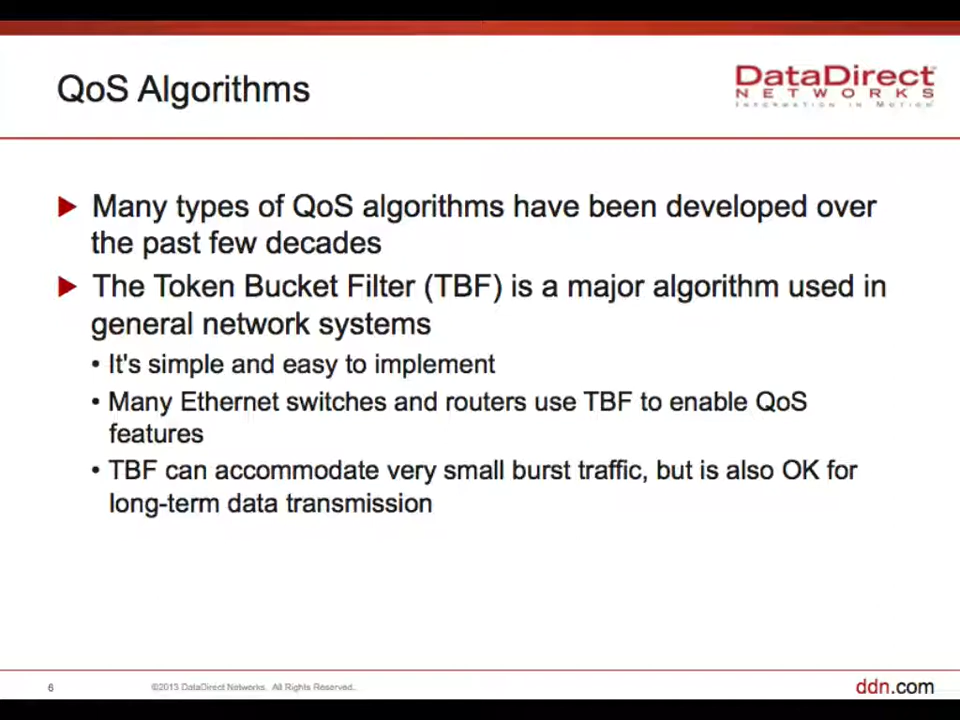 QoS Algorithms
DataDirect
NETWORKS
INFORMATION IN MOTION
Many types of QoS algorithms have been developed over
the past few decades
The Token Bucket Filter (TBF) is a major algorithm used in
general network systems
• It's simple and easy to implement
• Many Ethernet switches and routers use TBF to enable QoS
features
• TBF can accommodate very small burst traffic, but is also OK for
long-term data transmission
6
©2013 DataDirect Networks. All Rights Reserved.
ddn.com